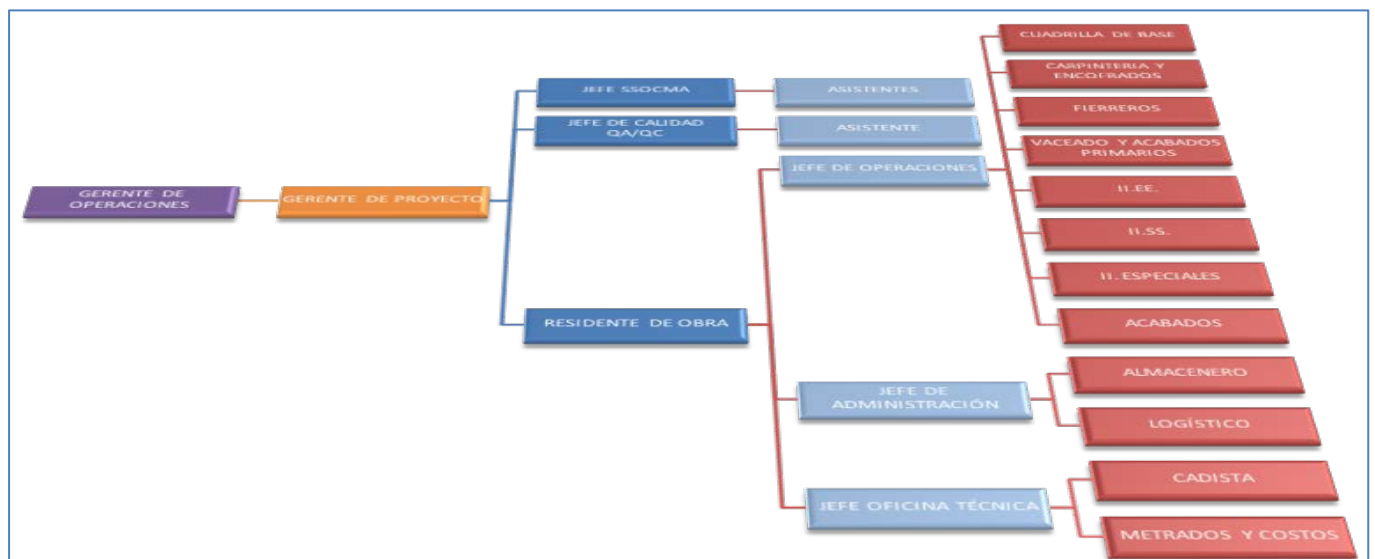 CUADRILLA DE BASE
CARPINTERIA Y
ENCOFRADOS
JEFE SSOCMA
ASISTENTES
FIERREROS
JEFE DE CALIDAD
QA/QC
ASISTENTE
VACEADO Y ACABADOS
PRIMARIOS
JEFE DE OPERACIONES
GERENTE DE
OPERACIONES
GERENTE DE PROYECTO
II.EE.
II.SS.
II. ESPECIALES
RESIDENTE DE OBRA
ACABADOS
ALMACENERO
JEFE DE
ADMINISTRACIÓN
LOGÍSTICO
CADISTA
JEFE OFICINA TÉCNICA
METRADOS Y COSTOS